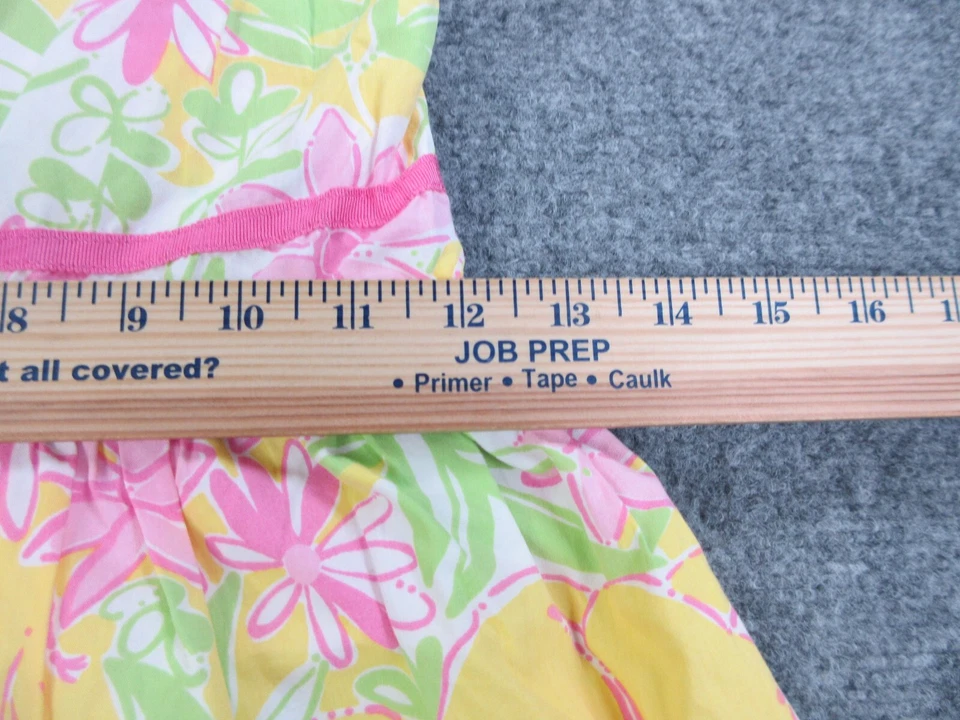 8 9 10 11 12 13 14 15 16
t all covered?
JOB PREP
• Primer • Tape • Caulk